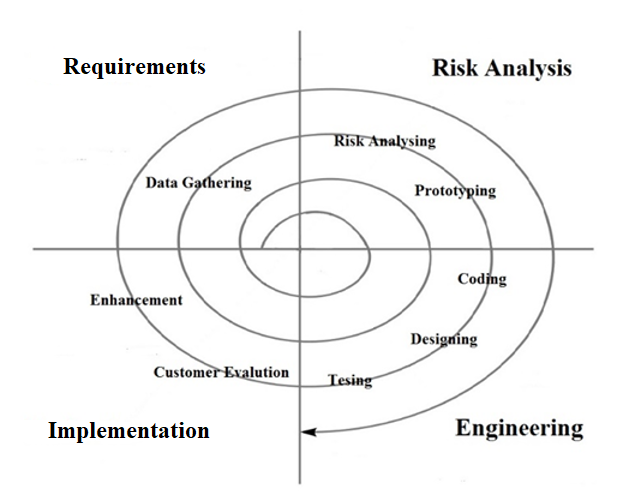 Requirements
Risk Analysis
Risk Analysing
Data Gathering
Prototyping
Coding
Enhancement
Designing
Customer Evalution
Tesing
Implementation
Engineering